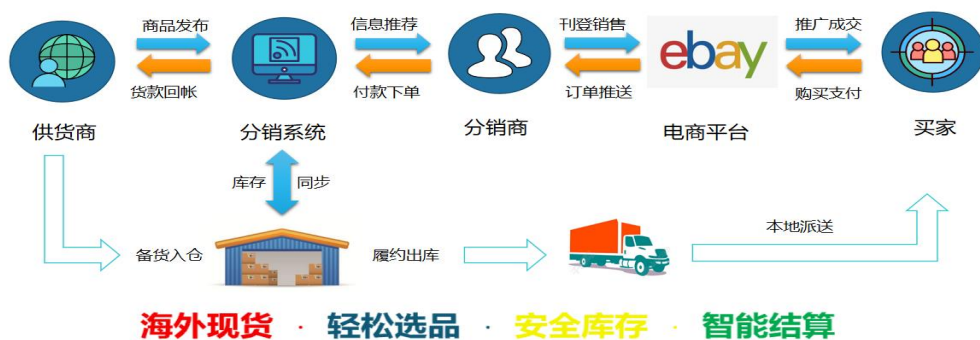 商品发布
信息推荐
刊登销售
推广成交
ebay
货款回帐
付款下单
订单推送
购买支付
供货商
分销系统
分销商
电商平台
买家
库存 同步
本地派送
备货入仓
履约出库
海外现货 · 轻松选品 · 安全库存 · 智能结算